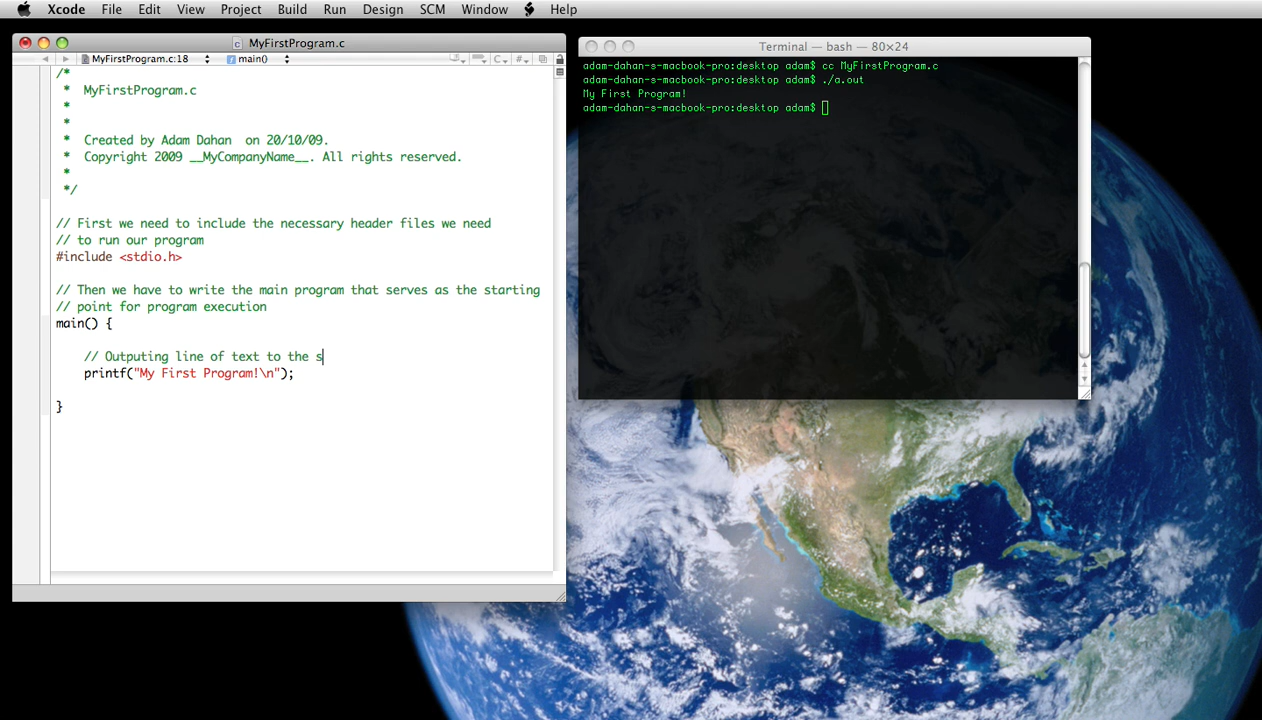 Xcode File Edit View Project Build Run Design SCM Window Help
MyFirstProgram.c
MyFirstProgram.c:18 main() C #
/*
* MyFirstProgram.c
*
*
* Created by Adam Dahan on 20/10/09.
* Copyright 2009 __MyCompanyName__. All rights reserved.
*
*/
// First we need to include the necessary header files we need
// to run our program
#include <stdio.h>
// Then we have to write the main program that serves as the starting
// point for program execution
main() {
// Outputing line of text to the s
printf("My First Program!\n");
}
Terminal — bash — 80×24
adam-dahan-s-macbook-pro:desktop adam$ cc MyFirstProgram.c
adam-dahan-s-macbook-pro:desktop adam$ ./a.out
My First Program!
adam-dahan-s-macbook-pro:desktop adam$